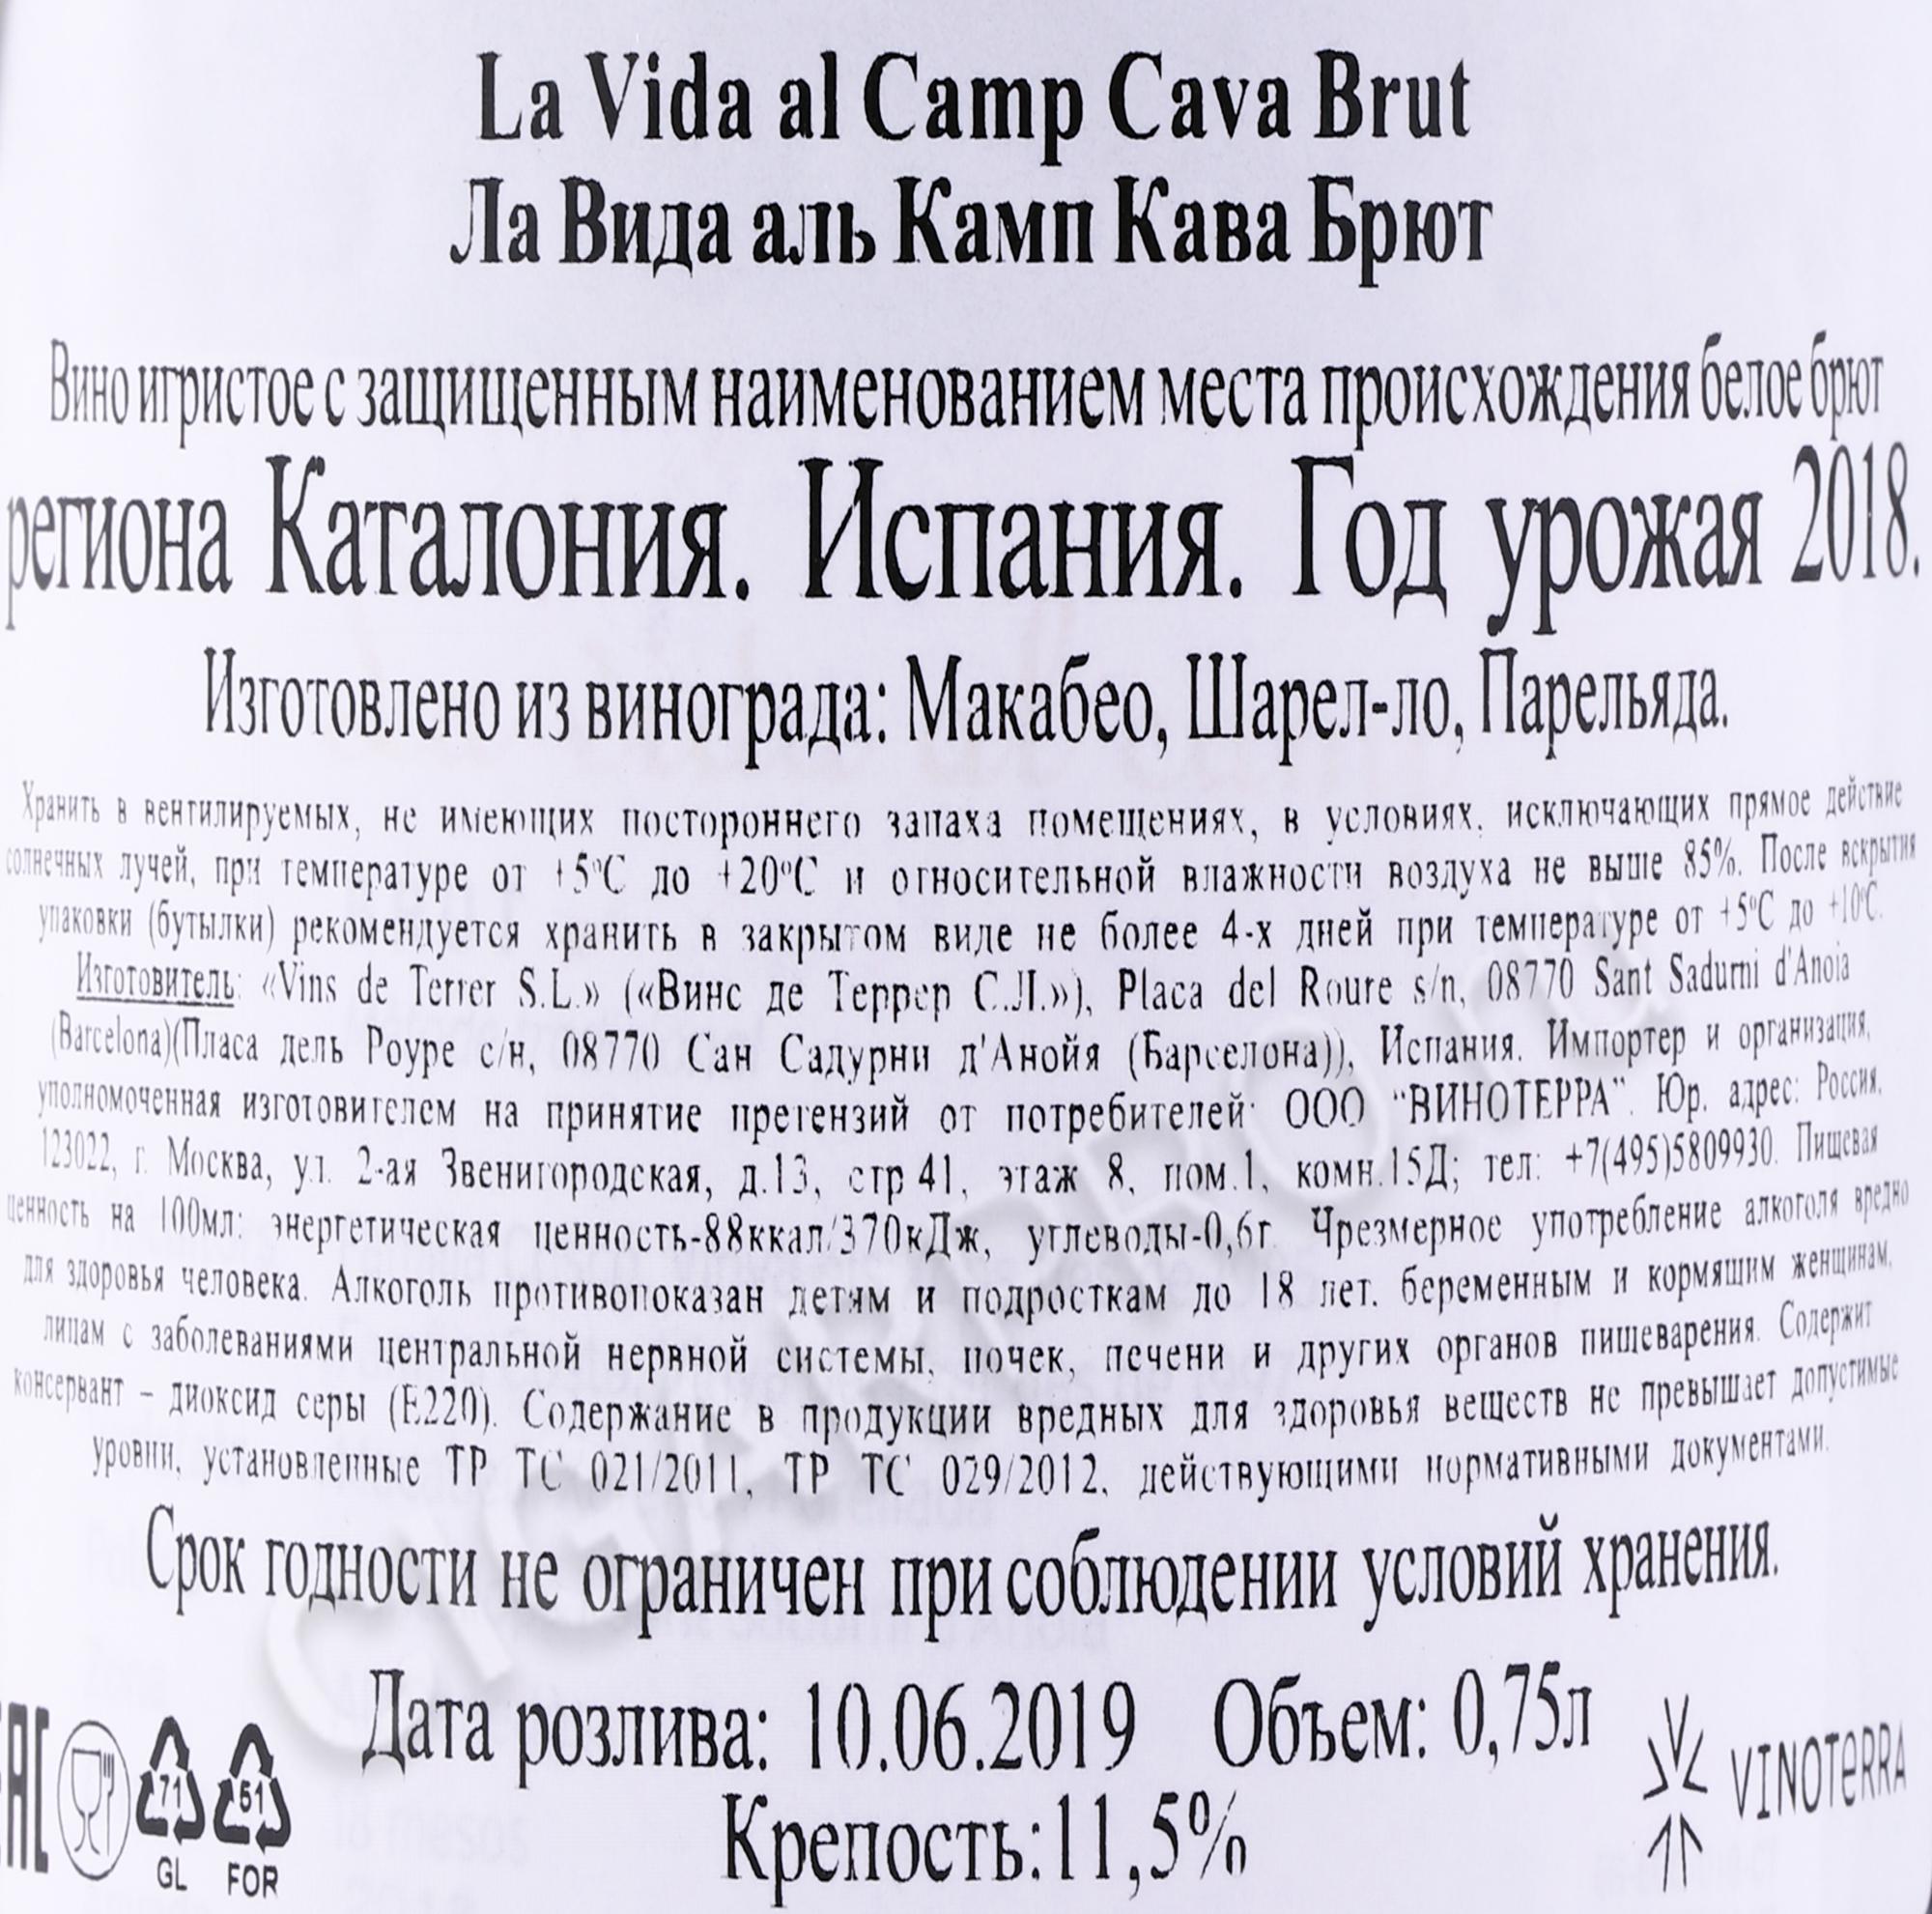 La Vida al Camp Cava Brut
Ла Вида аль Камп Кава Брют
Вино игристое с защищенным наименованием места происхождения белое брют
региона Каталония. Испания. Год урожая 2018.
Изготовлено из винограда: Макабео, Шарел-ло, Парельяда.
Хранить в вентилируемых, не имеющих постороннего запаха помещениях, в условиях, исключающих прямое действие
солнечных лучей, при температуре от +5°С до +20°С и относительной влажности воздуха не выше 85%. После вскрытия
упаковки (бутылки) рекомендуется хранить в закрытом виде не более 4-х дней при температуре от +5°С до +10°С.
Изготовитель: «Vins de Terrer S.L.» («Винс де Террер С.Л.»), Placa del Roure s/n, 08770 Sant Sadurni d'Anoia
(Barcelona)(Пласа дель Роуре с/н, 08770 Сан Садурни д'Анойя (Барселона)), Испания. Импортер и организация,
уполномоченная изготовителем на принятие претензий от потребителей: ООО "ВИНОТЕРРА". Юр. адрес: Россия,
123022, г. Москва, ул. 2-ая Звенигородская, д.13, стр 41, этаж 8, пом.1, комн.15Д; тел: +7(495)5809930. Пищевая
ценность на 100мл: энергетическая ценность-88ккал/370кДж, углеводы-0,6г. Чрезмерное употребление алкоголя вредно
для здоровья человека. Алкоголь противопоказан детям и подросткам до 18 лет, беременным и кормящим женщинам,
лицам с заболеваниями центральной нервной системы, почек, печени и других органов пищеварения. Содержит
консервант – диоксид серы (Е220). Содержание в продукции вредных для здоровья веществ не превышает допустимые
уровни, установленные ТР ТС 021/2011, ТР ТС 029/2012, действующими нормативными документами.
Срок годности не ограничен при соблюдении условий хранения.
Дата розлива: 10.06.2019 Объем: 0,75л
Крепость:11,5%
EAC
71
GL
51
FOR
VINOTERRA
CIGARPRO.ru